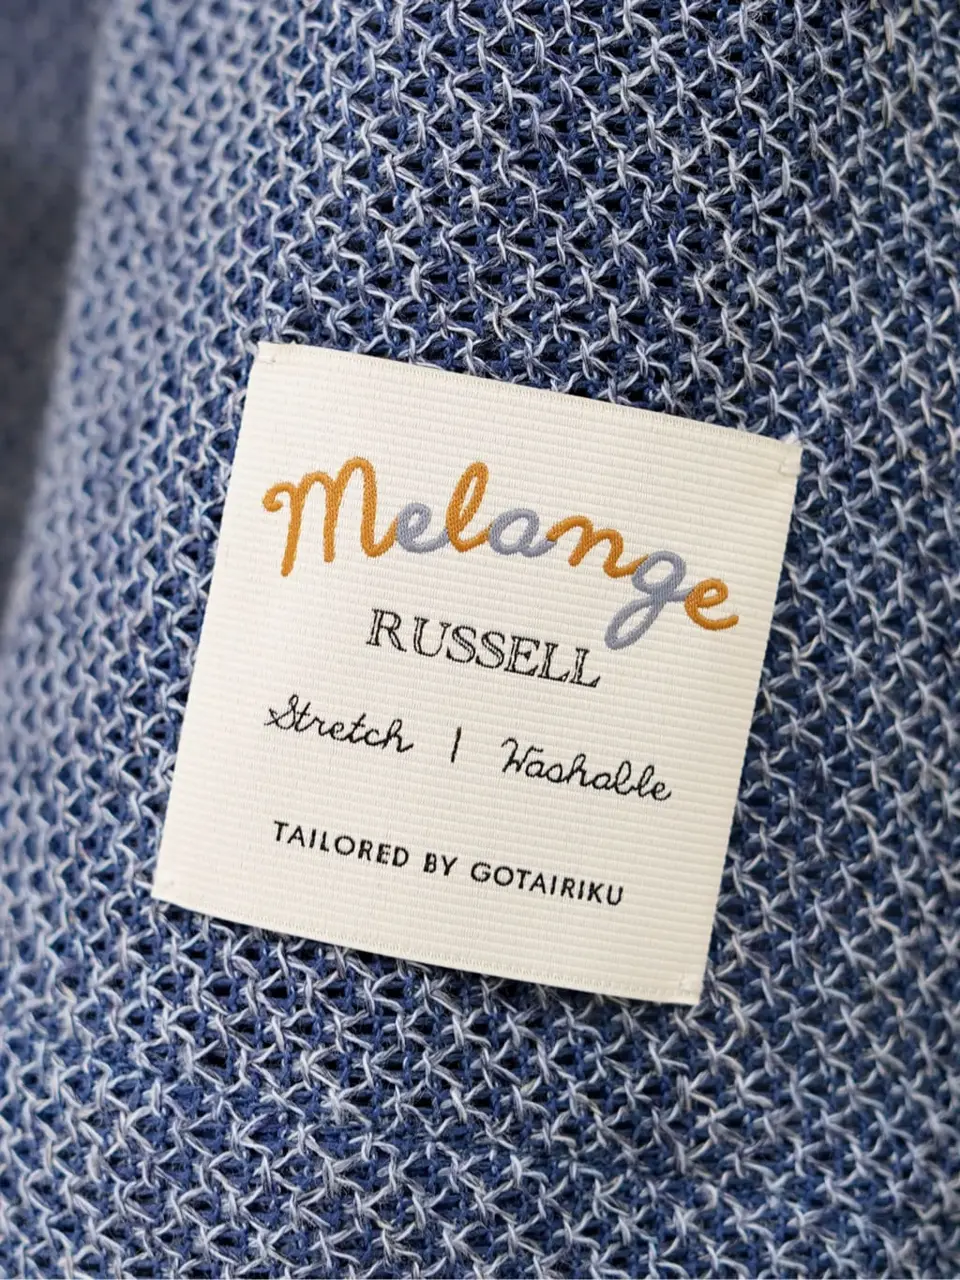 Melange
RUSSELL
Stretch | Washable
TAILORED BY GOTAIRIKU